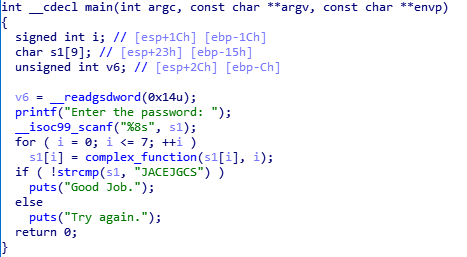 int __cdecl main(int argc, const char **argv, const char **envp)
{
  signed int i; // [esp+1Ch] [ebp-1Ch]
  char s1[9]; // [esp+23h] [ebp-15h]
  unsigned int v6; // [esp+2Ch] [ebp-Ch]

  v6 = __readgsdword(0x14u);
  printf("Enter the password: ");
  __isoc99_scanf("%8s", s1);
  for ( i = 0; i <= 7; ++i )
    s1[i] = complex_function(s1[i], i);
  if ( !strcmp(s1, "JACEJGCS") )
    puts("Good Job.");
  else
    puts("Try again.");
  return 0;
}